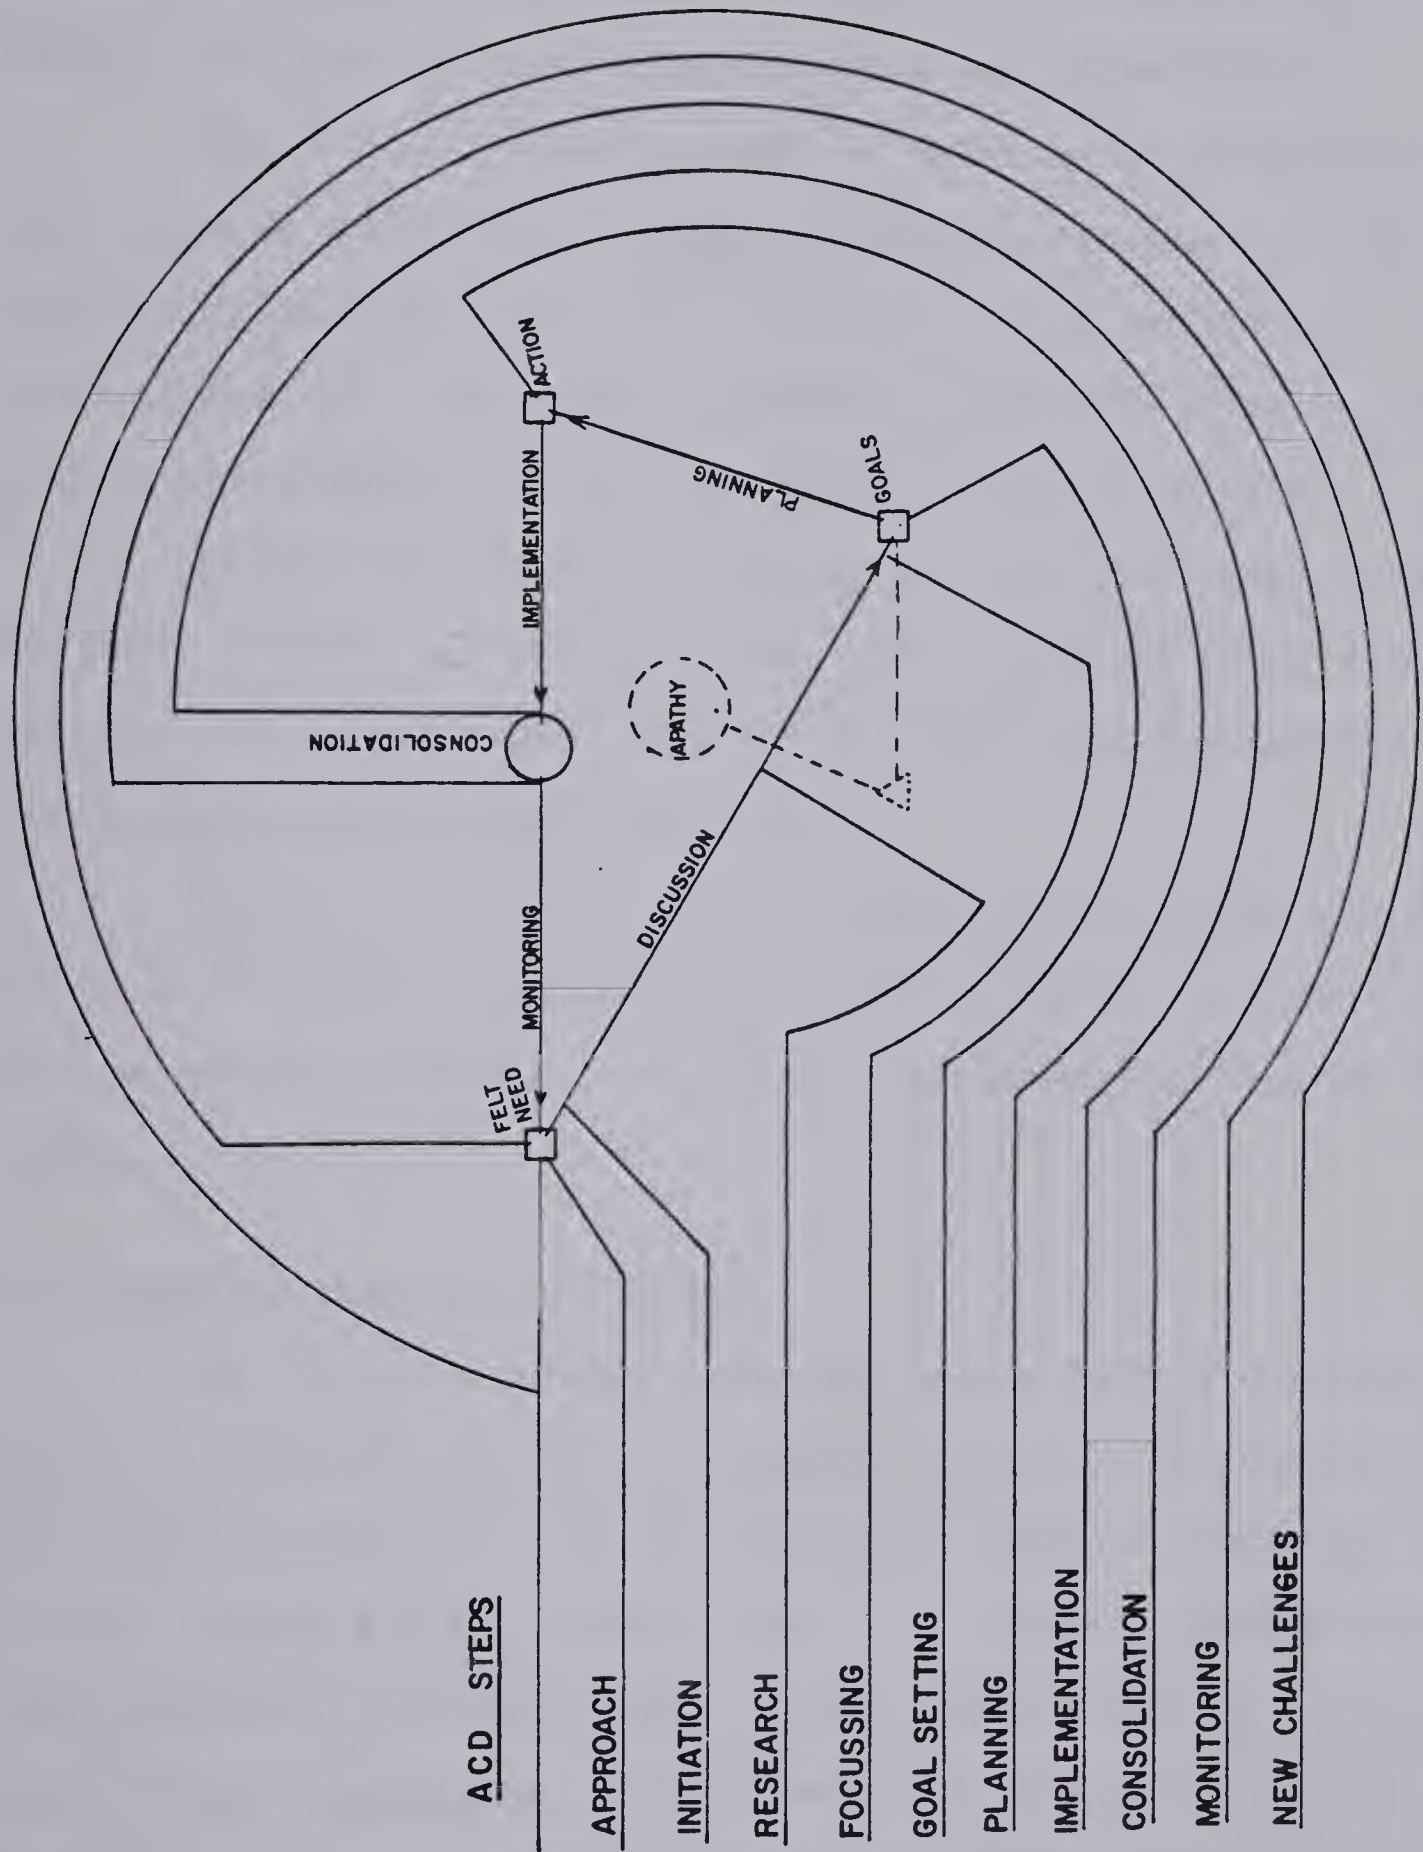 ACD STEPS
APPROACH
INITIATION
RESEARCH
FOCUSSING
GOAL SETTING
PLANNING
IMPLEMENTATION
CONSOLIDATION
MONITORING
NEW CHALLENGES
FELT
NEED
MONITORING
CONSOLIDATION
IMPLEMENTATION
ACTION
PLANNING
GOALS
DISCUSSION
APATHY